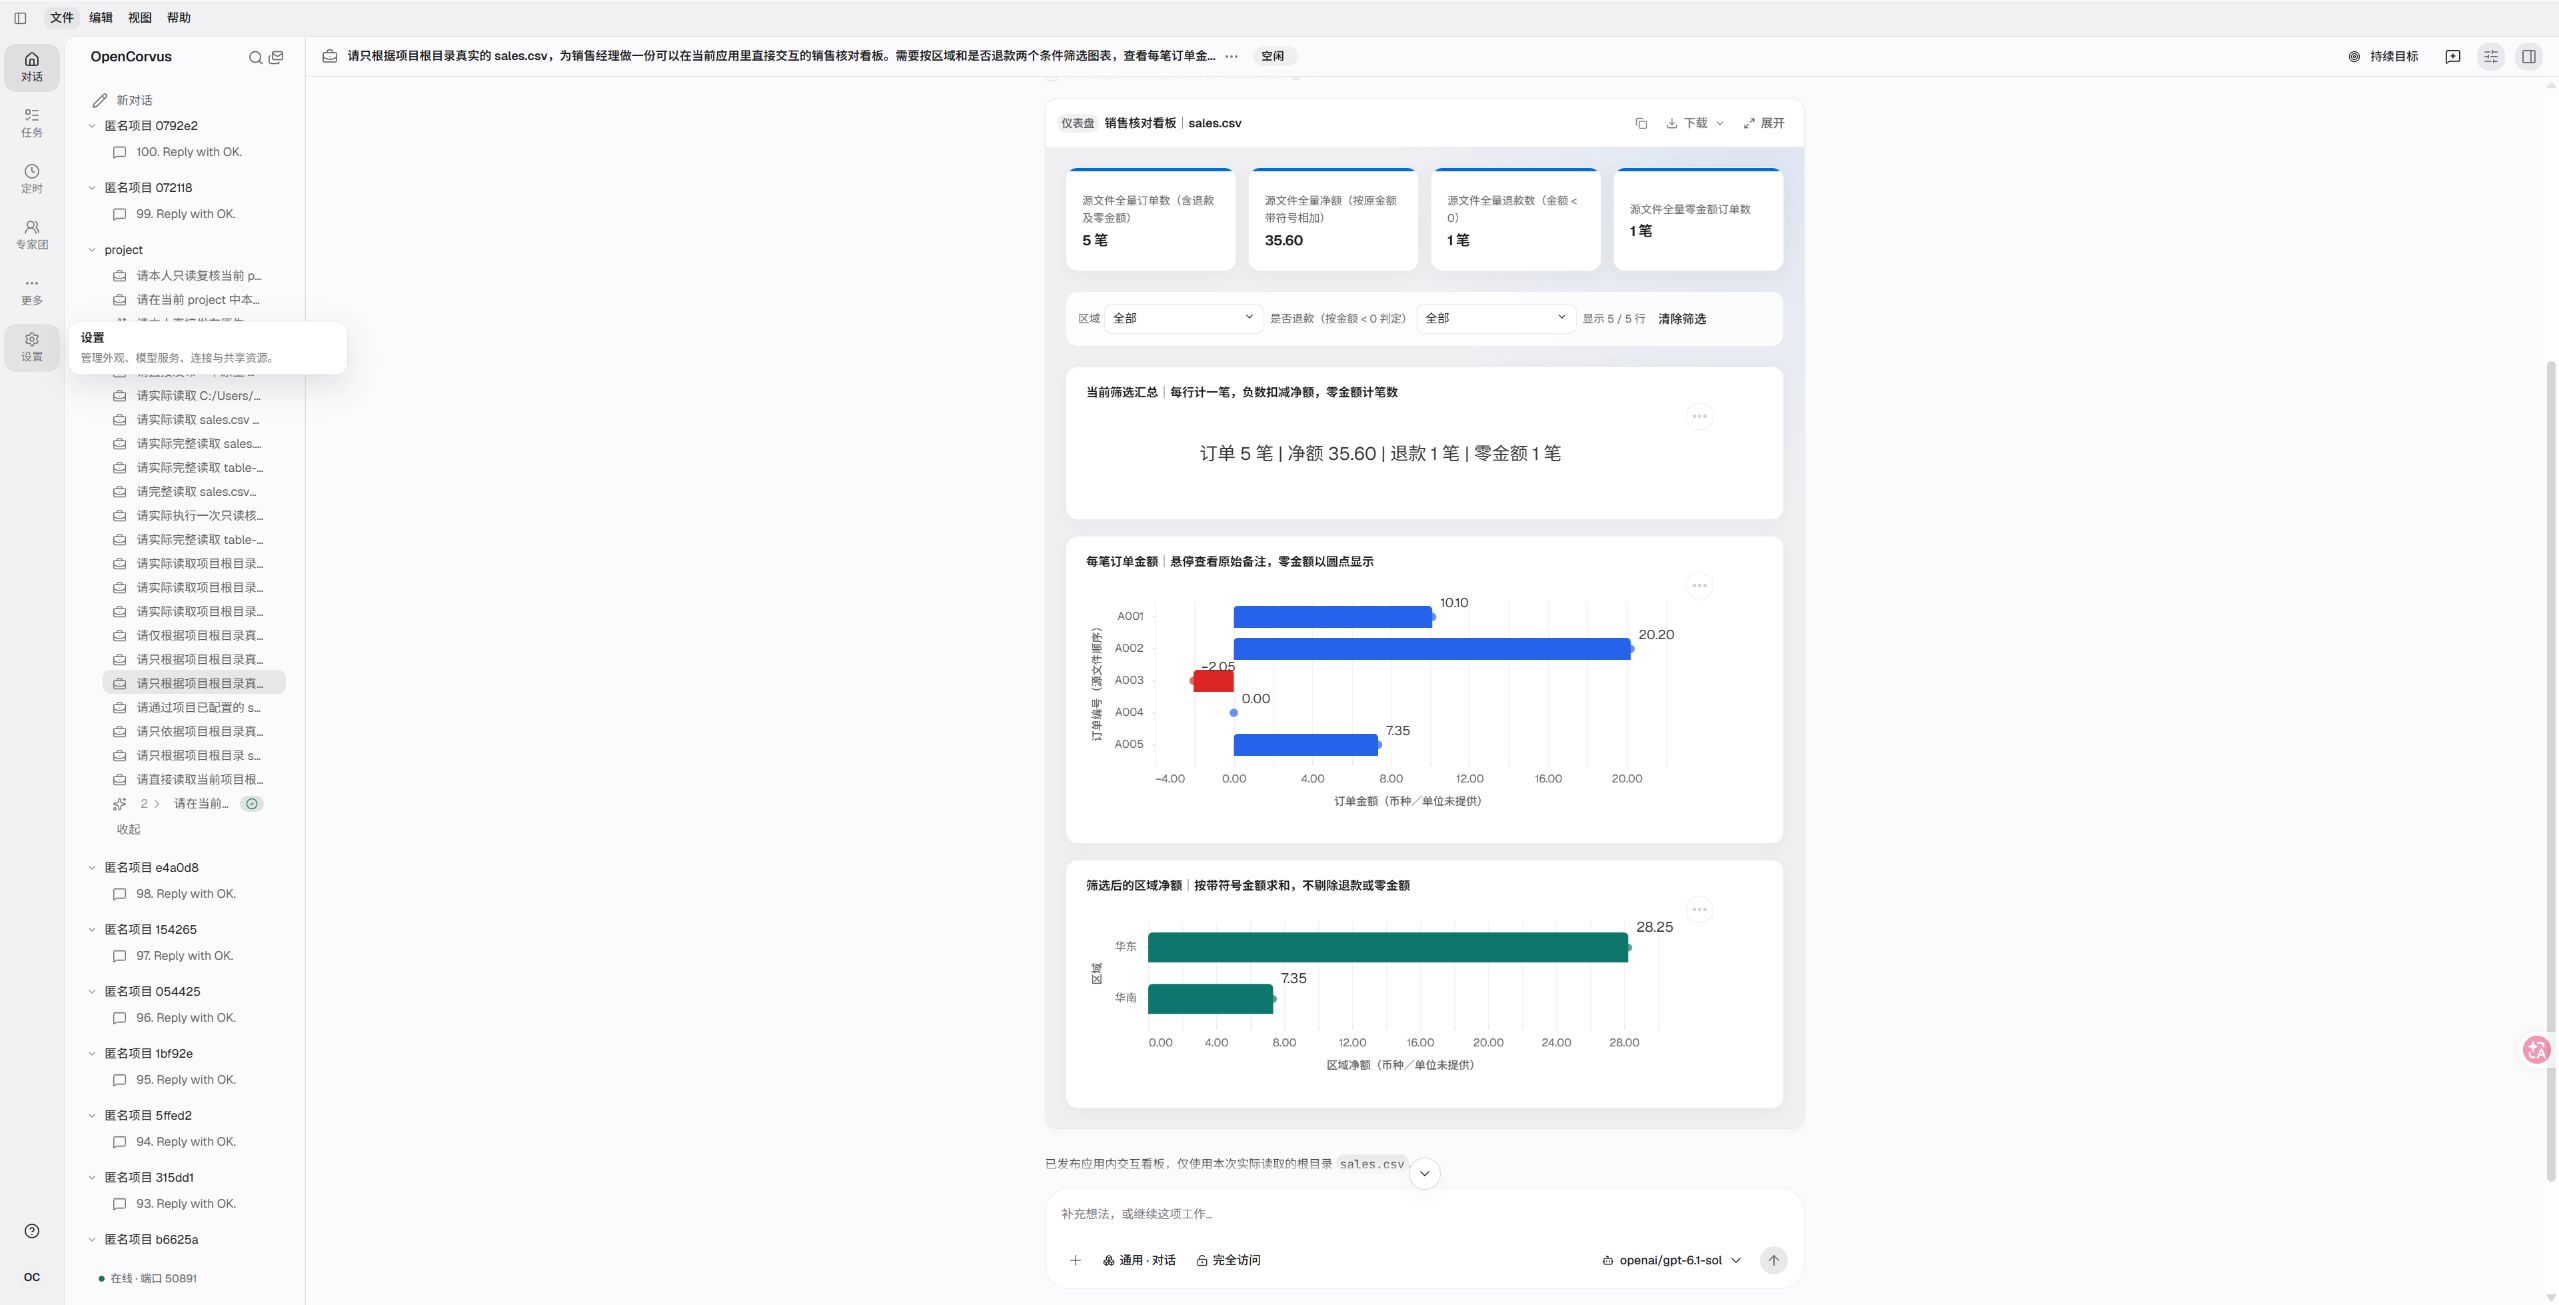 文件 编辑 视图 帮助
对话
任务
定时
专家团
更多
设置
OC
OpenCorvus
新对话
匿名项目 0792e2
100. Reply with OK.
匿名项目 072118
99. Reply with OK.
project
请本人只读复核当前 p...
请在当前 project 中本...
设置
管理外观、模型服务、连接与共享资源。
请实际读取 C:/Users/...
请实际读取 sales.csv ...
请实际完整读取 sales....
请实际完整读取 table-...
请完整读取 sales.csv...
请实际执行一次只读核...
请实际完整读取 table-...
请实际读取项目根目录...
请实际读取项目根目录...
请实际读取项目根目录...
请仅根据项目根目录真...
请只根据项目根目录真...
请只根据项目根目录真...
请通过项目已配置的 s...
请只依据项目根目录真...
请只根据项目根目录 s...
请直接读取当前项目根...
2 > 请在当前...
收起
匿名项目 e4a0d8
98. Reply with OK.
匿名项目 154265
97. Reply with OK.
匿名项目 054425
96. Reply with OK.
匿名项目 1bf92e
95. Reply with OK.
匿名项目 5ffed2
94. Reply with OK.
匿名项目 315dd1
93. Reply with OK.
匿名项目 b6625a
在线 · 端口 50891
请只根据项目根目录真实的 sales.csv，为销售经理做一份可以在当前应用里直接交互的销售核对看板。需要按区域和是否退款两个条件筛选图表，查看每笔订单金... ··· 空闲
持续目标
仪表盘 销售核对看板｜sales.csv
下载 展开
源文件全量订单数（含退款及零金额）
5 笔
源文件全量净额（按原金额带符号相加）
35.60
源文件全量退款数（金额 < 0）
1 笔
源文件全量零金额订单数
1 笔
区域 全部 是否退款（按金额 < 0 判定） 全部 显示 5 / 5 行 清除筛选
当前筛选汇总｜每行计一笔，负数扣减净额，零金额计笔数
订单 5 笔 | 净额 35.60 | 退款 1 笔 | 零金额 1 笔
每笔订单金额｜悬停查看原始备注，零金额以圆点显示
订单编号（源文件顺序）
A001 10.10
A002 20.20
A003 −2.05
A004 0.00
A005 7.35
−4.00 0.00 4.00 8.00 12.00 16.00 20.00
订单金额（币种／单位未提供）
筛选后的区域净额｜按带符号金额求和，不剔除退款或零金额
区域
华东 28.25
华南 7.35
0.00 4.00 8.00 12.00 16.00 20.00 24.00 28.00
区域净额（币种／单位未提供）
已发布应用内交互看板，仅使用本次实际读取的根目录 sales.csv
补充想法，或继续这项工作...
通用 · 对话 完全访问
openai/gpt-6.1-sol